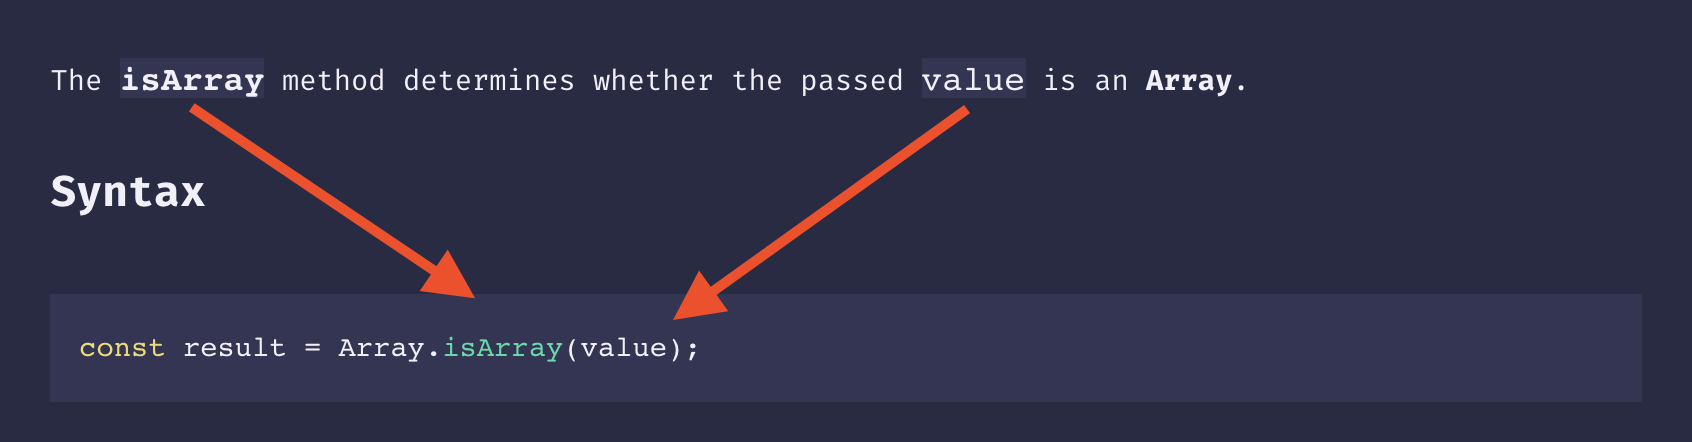 The isArray method determines whether the passed value is an Array.
Syntax
const result = Array.isArray(value);